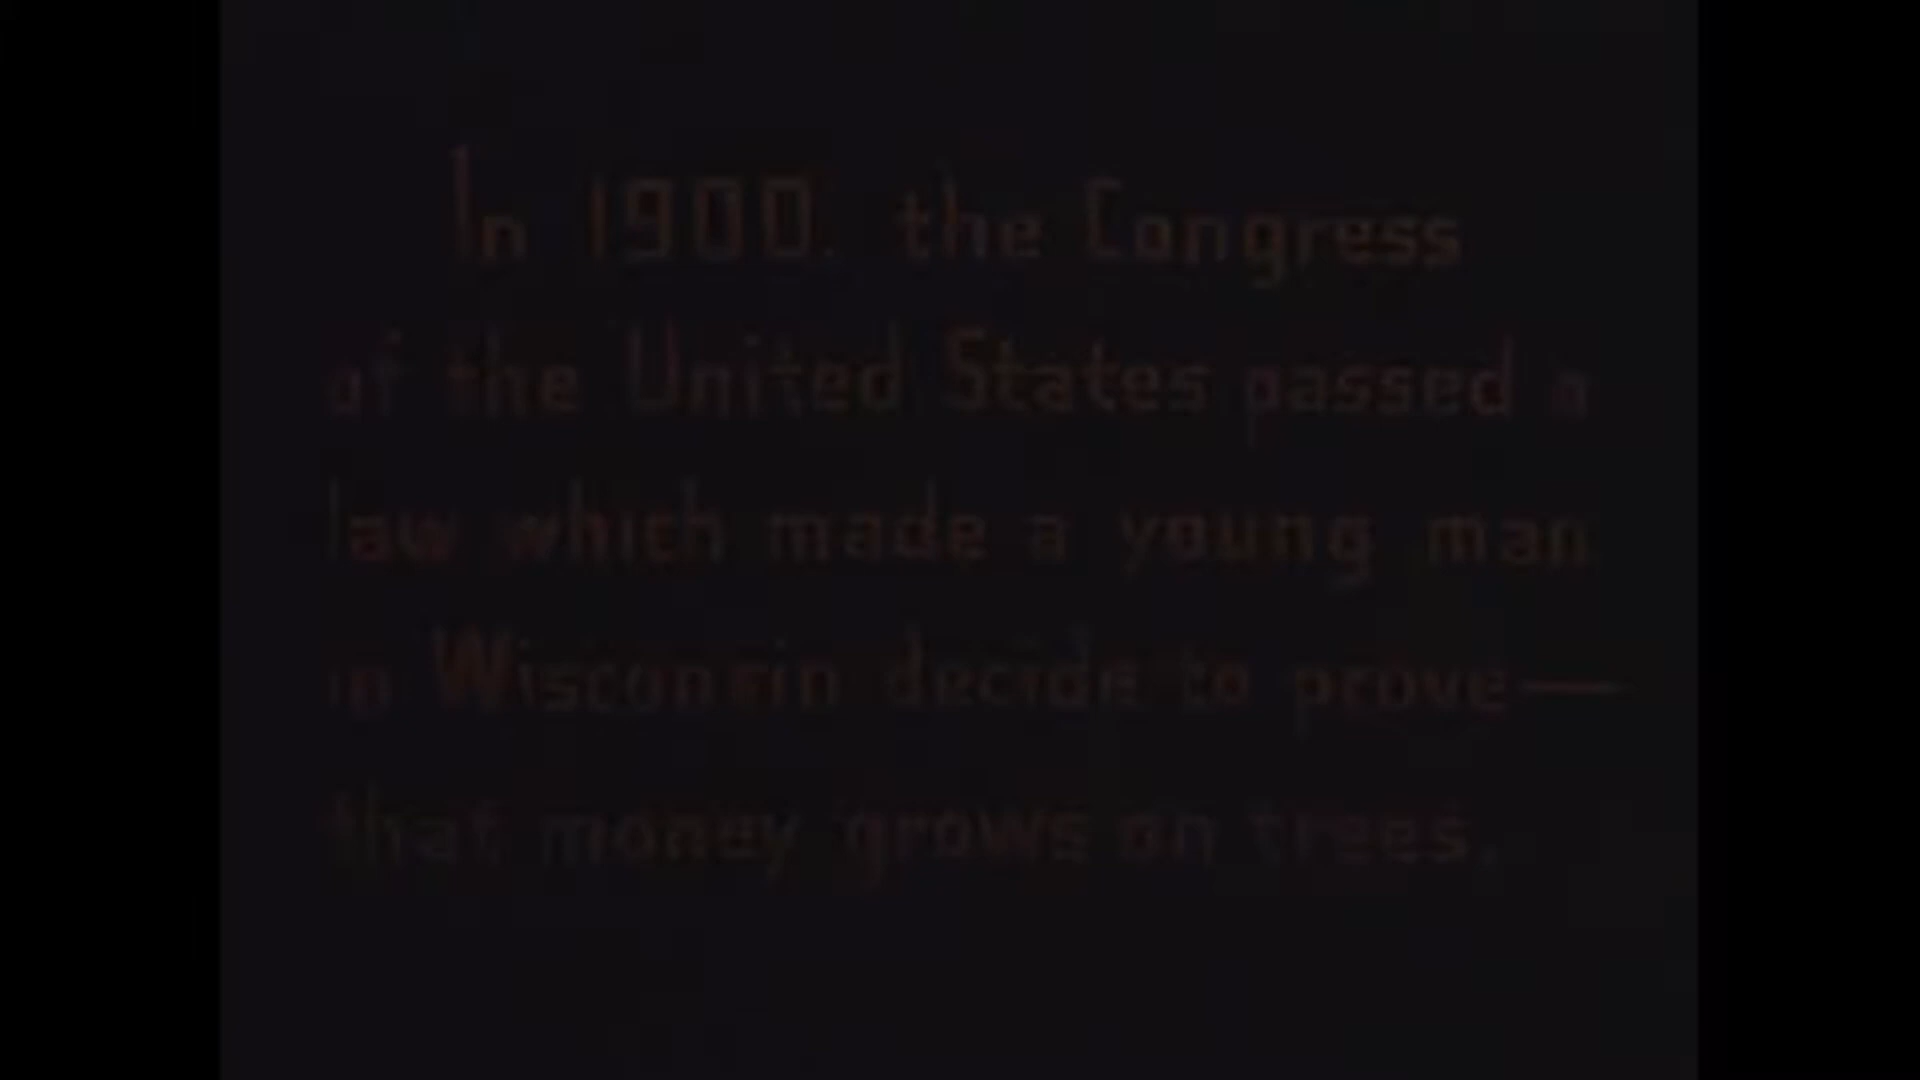 In 1900, the Congress
of the United States passed a
law which made a young man
in Wisconsin decide to prove—
that money grows on trees.